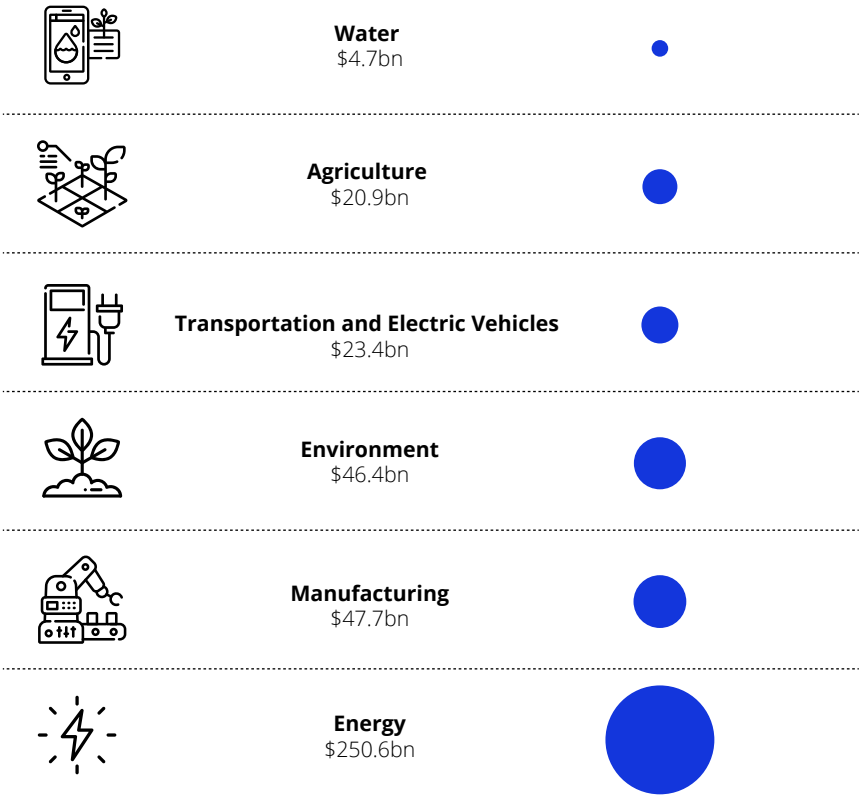 Water
$4.7bn
Agriculture
$20.9bn
Transportation and Electric Vehicles
$23.4bn
Environment
$46.4bn
Manufacturing
$47.7bn
Energy
$250.6bn